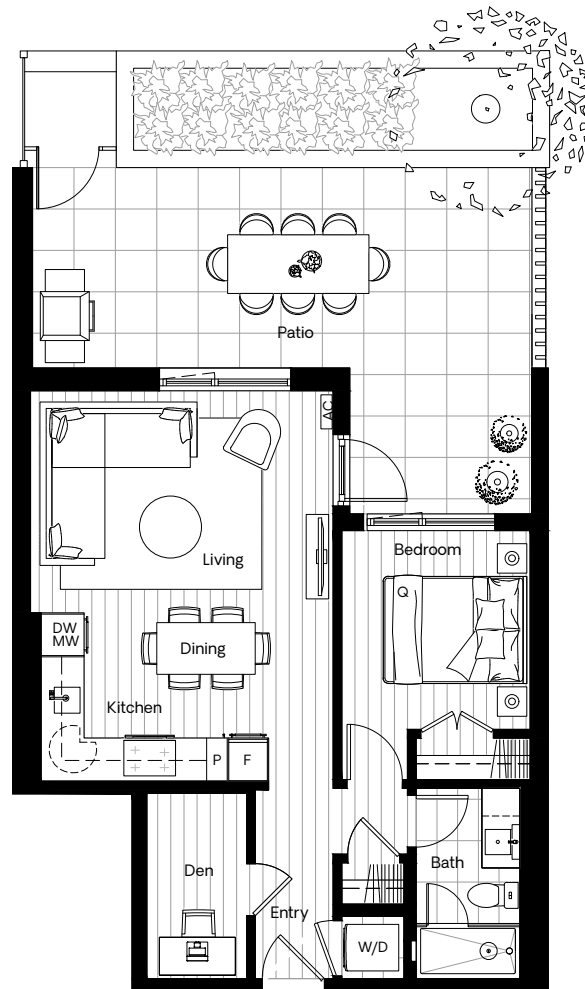 Patio
AC
Bedroom
Living
Q
DW
MW
Dining
Kitchen
P
F
Bath
Den
Entry
W/D